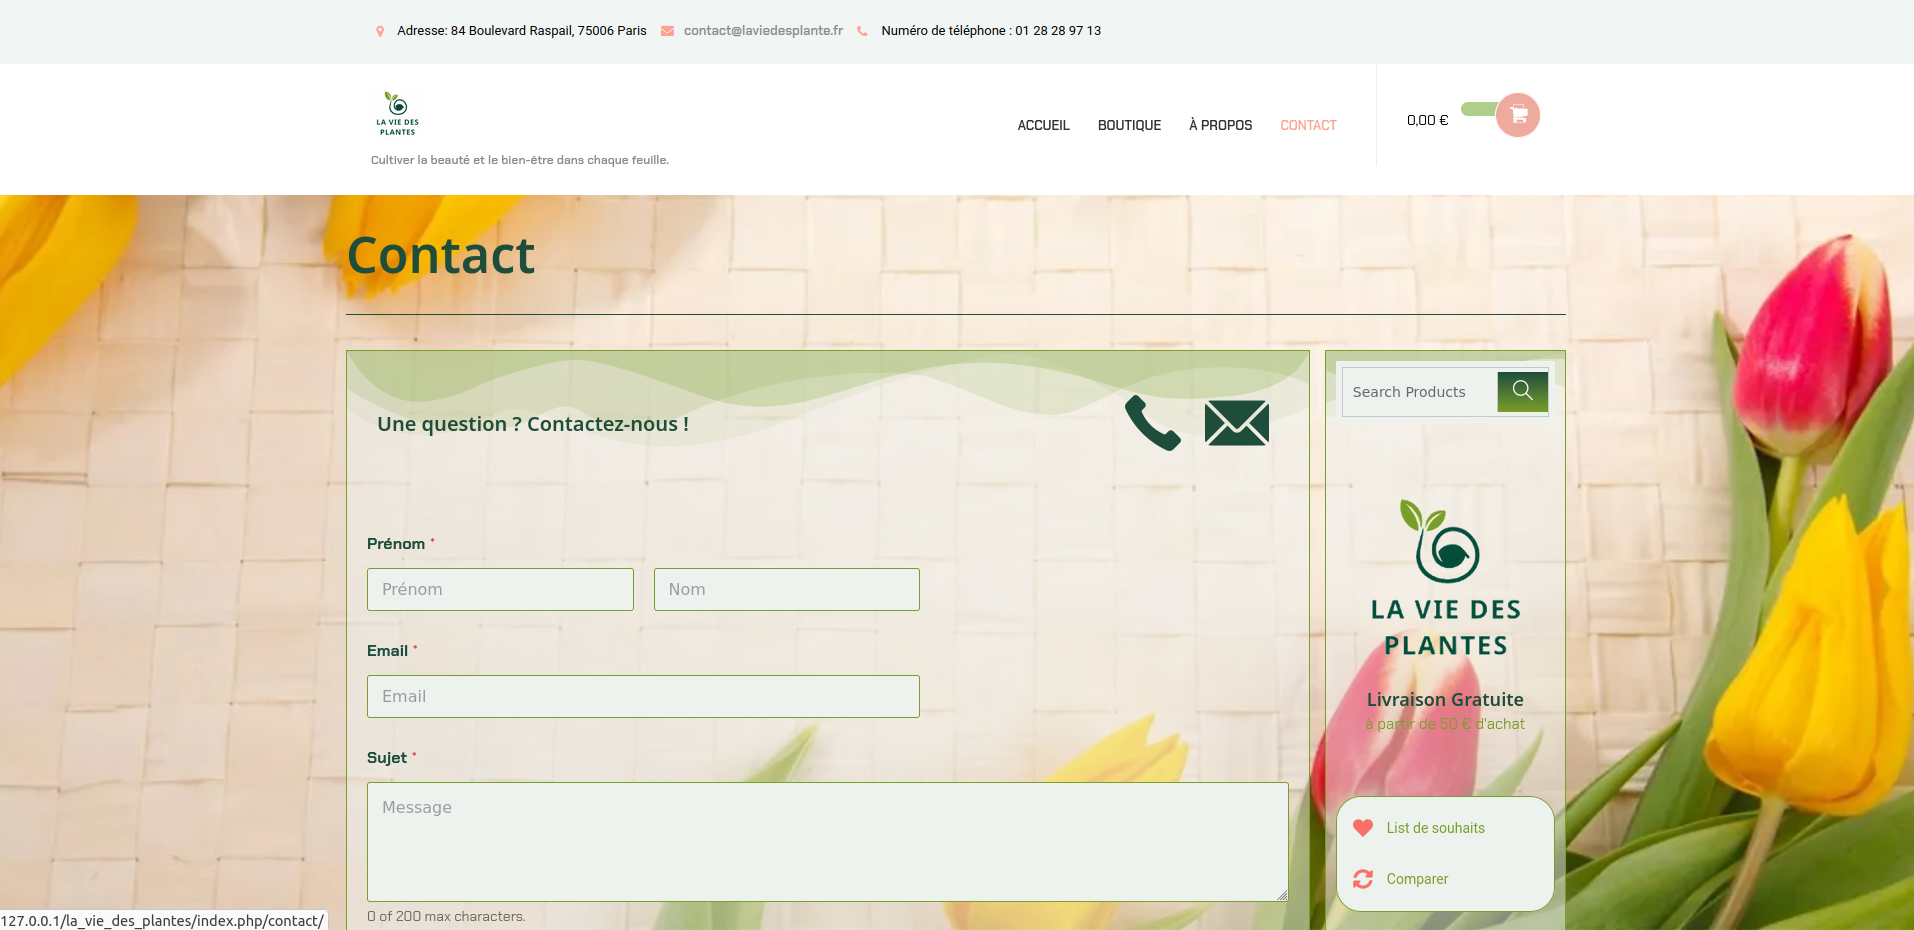 Adresse: 84 Boulevard Raspail, 75006 Paris contact@laviedesplante.fr Numéro de téléphone : 01 28 28 97 13
LA VIE DES
PLANTES
Cultiver la beauté et le bien-être dans chaque feuille.
ACCUEIL BOUTIQUE À PROPOS CONTACT
0,00 €
Contact
Une question ? Contactez-nous !
Search Products
Prénom *
Prénom Nom
Email *
Email
Sujet *
Message
0 of 200 max characters.
LA VIE DES
PLANTES
Livraison Gratuite
à partir de 50 € d'achat
List de souhaits
Comparer
127.0.0.1/la_vie_des_plantes/index.php/contact/